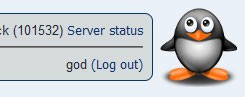 ck (101532) Server status
god (Log out)